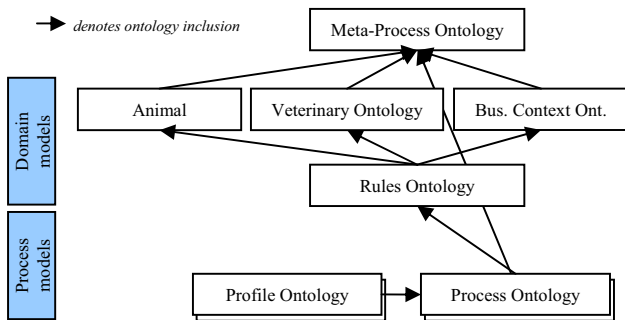 Meta-Process Ontology
denotes ontology inclusion
Domain
models
Animal
Veterinary Ontology
Bus. Context Ont.
Rules Ontology
Process
models
Profile Ontology
Process Ontology